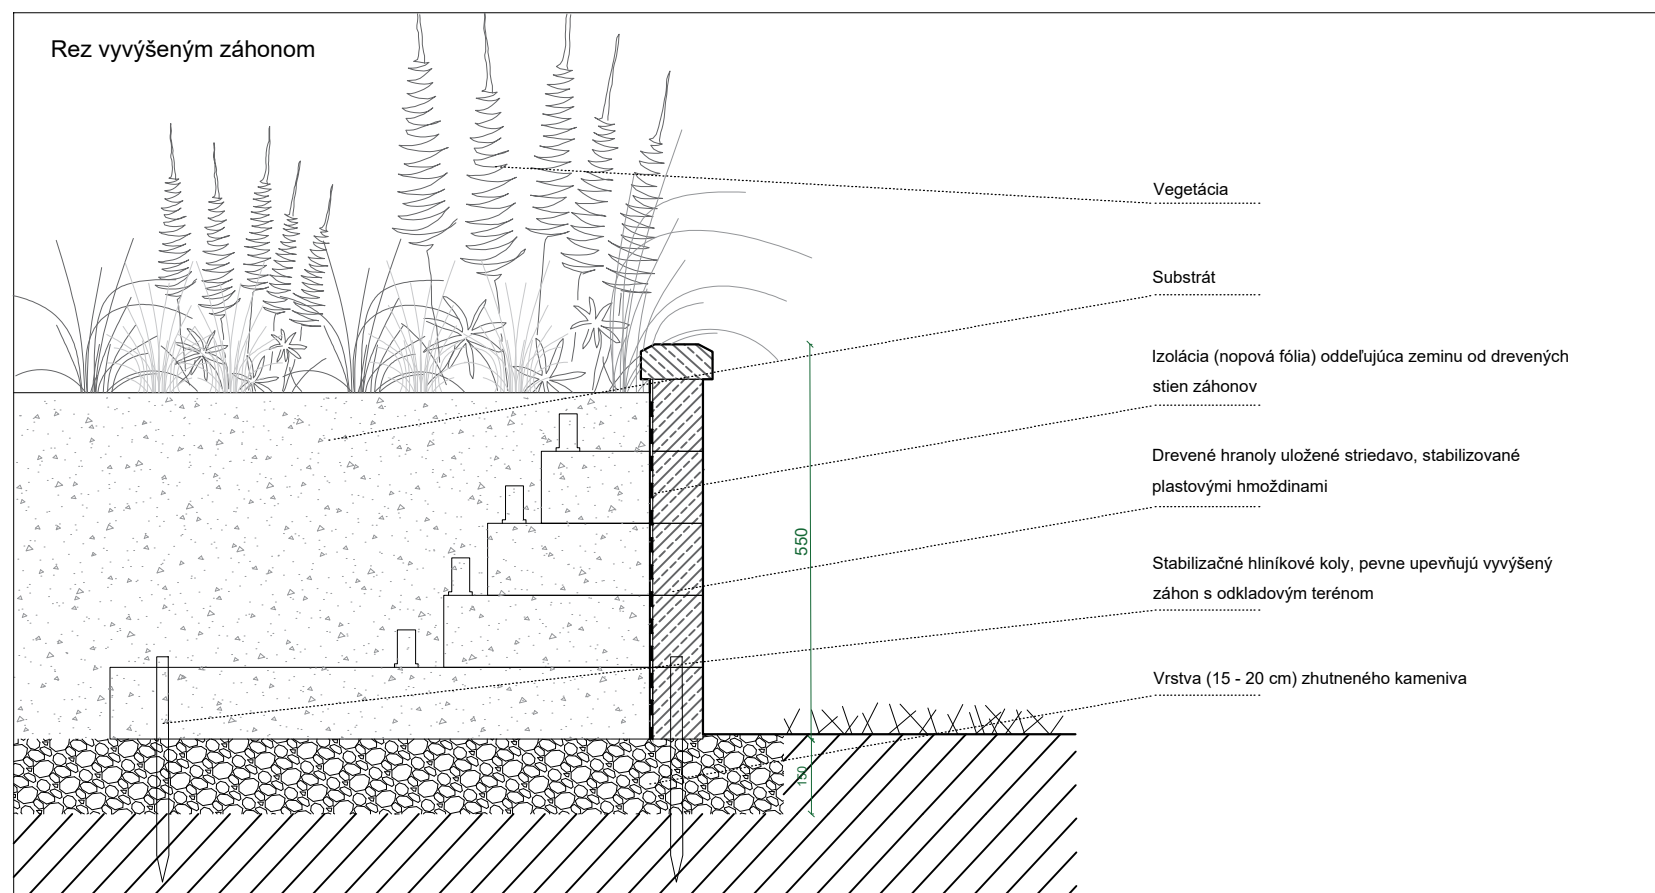 Rez vyvýšeným záhonom
Vegetácia
Substrát
Izolácia (nopová fólia) oddeľujúca zeminu od drevených
stien záhonov
Drevené hranoly uložené striedavo, stabilizované
plastovými hmoždinami
550
Stabilizačné hliníkové koly, pevne upevňujú vyvýšený
záhon s odkladovým terénom
Vrstva (15 - 20 cm) zhutneného kameniva
150